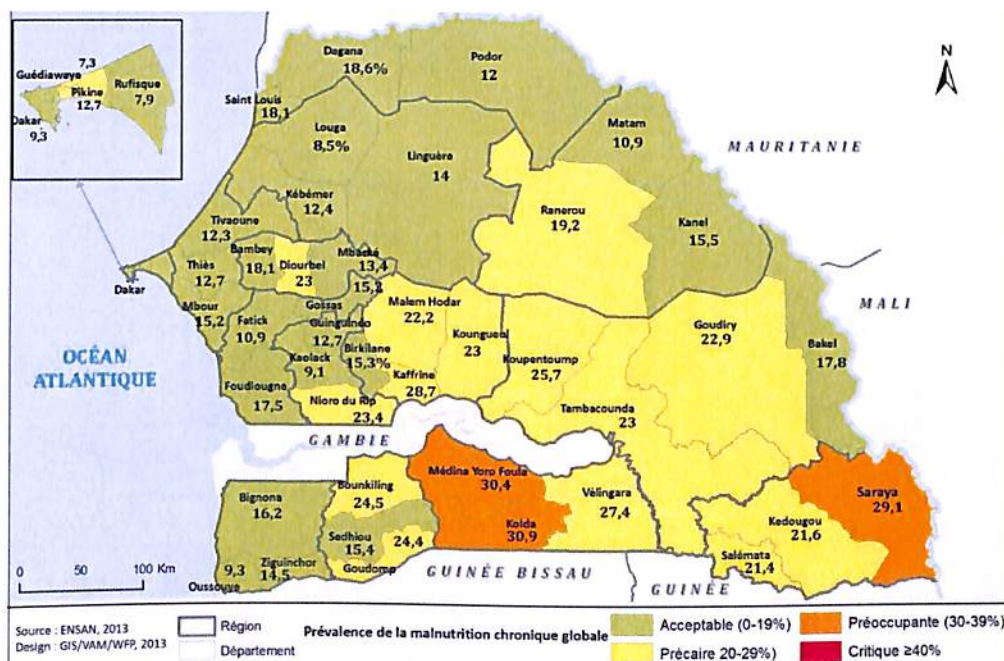 7,3
Guédiawaye
Rufisque
7,9
Pikine
12,7
Dakar
9,3
N
Dagana
18,6%
Podor
12
Saint Louis
18,1
Louga
8,5%
Linguère
14
Matam
10,9
MAURITANIE
Ranerou
19,2
Kanel
15,5
Kébémer
12,4
Tivaoune
12,3
Bambey
18,1
Diourbel
23
Mbacké
13,4
15,2
Thiès
12,7
Dakar
Mbour
15,2
Gossas
Fatick
10,9
Guinguinéo
12,7
Malem Hodar
22,2
Koungueul
23
Goudiry
22,9
MALI
Bakel
17,8
OCÉAN
ATLANTIQUE
Kaolack
9,1
Birkilane
15,3%
Koupentoump
25,7
Kaffrine
28,7
Foudiougne
17,5
Nioro du Rip
23,4
Tambacounda
23
GAMBIE
Bounkiling
24,5
Médina Yoro Foula
30,4
Vélingara
27,4
Bignona
16,2
Saraya
29,1
Kolda
30,9
Kedougou
21,6
Sedhiou
15,4
24,4
Goudomp
Salémata
21,4
Ziguinchor
14,5
9,3
Oussouye
GUINÉE BISSAU
GUINÉE
0 50 100 Km
Source : ENSAN, 2013
Design : GIS/VAM/WFP, 2013
Région
Département
Prévalence de la malnutrition chronique globale
Acceptable (0-19%)
Précaire 20-29%)
Préoccupante (30-39%)
Critique ≥40%